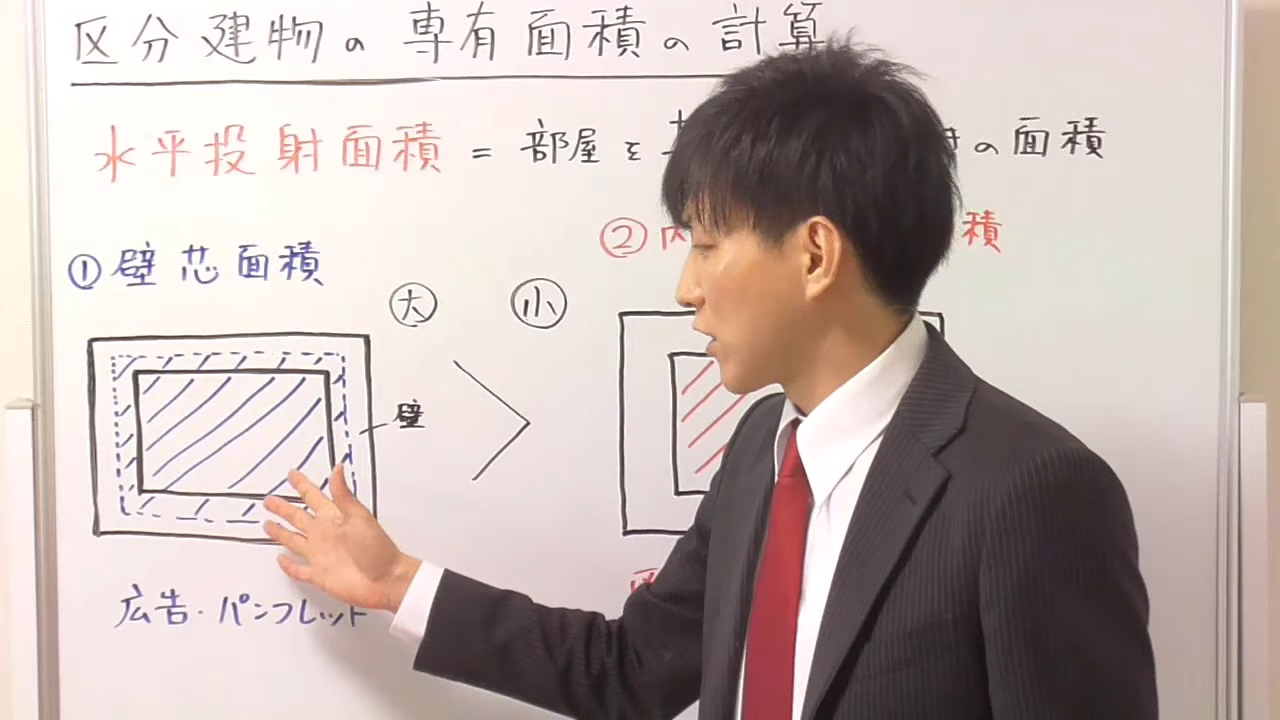 区分建物の専有面積の計算
水平投射面積 = 部屋を の面積
① 壁芯面積
② 積
大 小
壁
広告・パンフレット